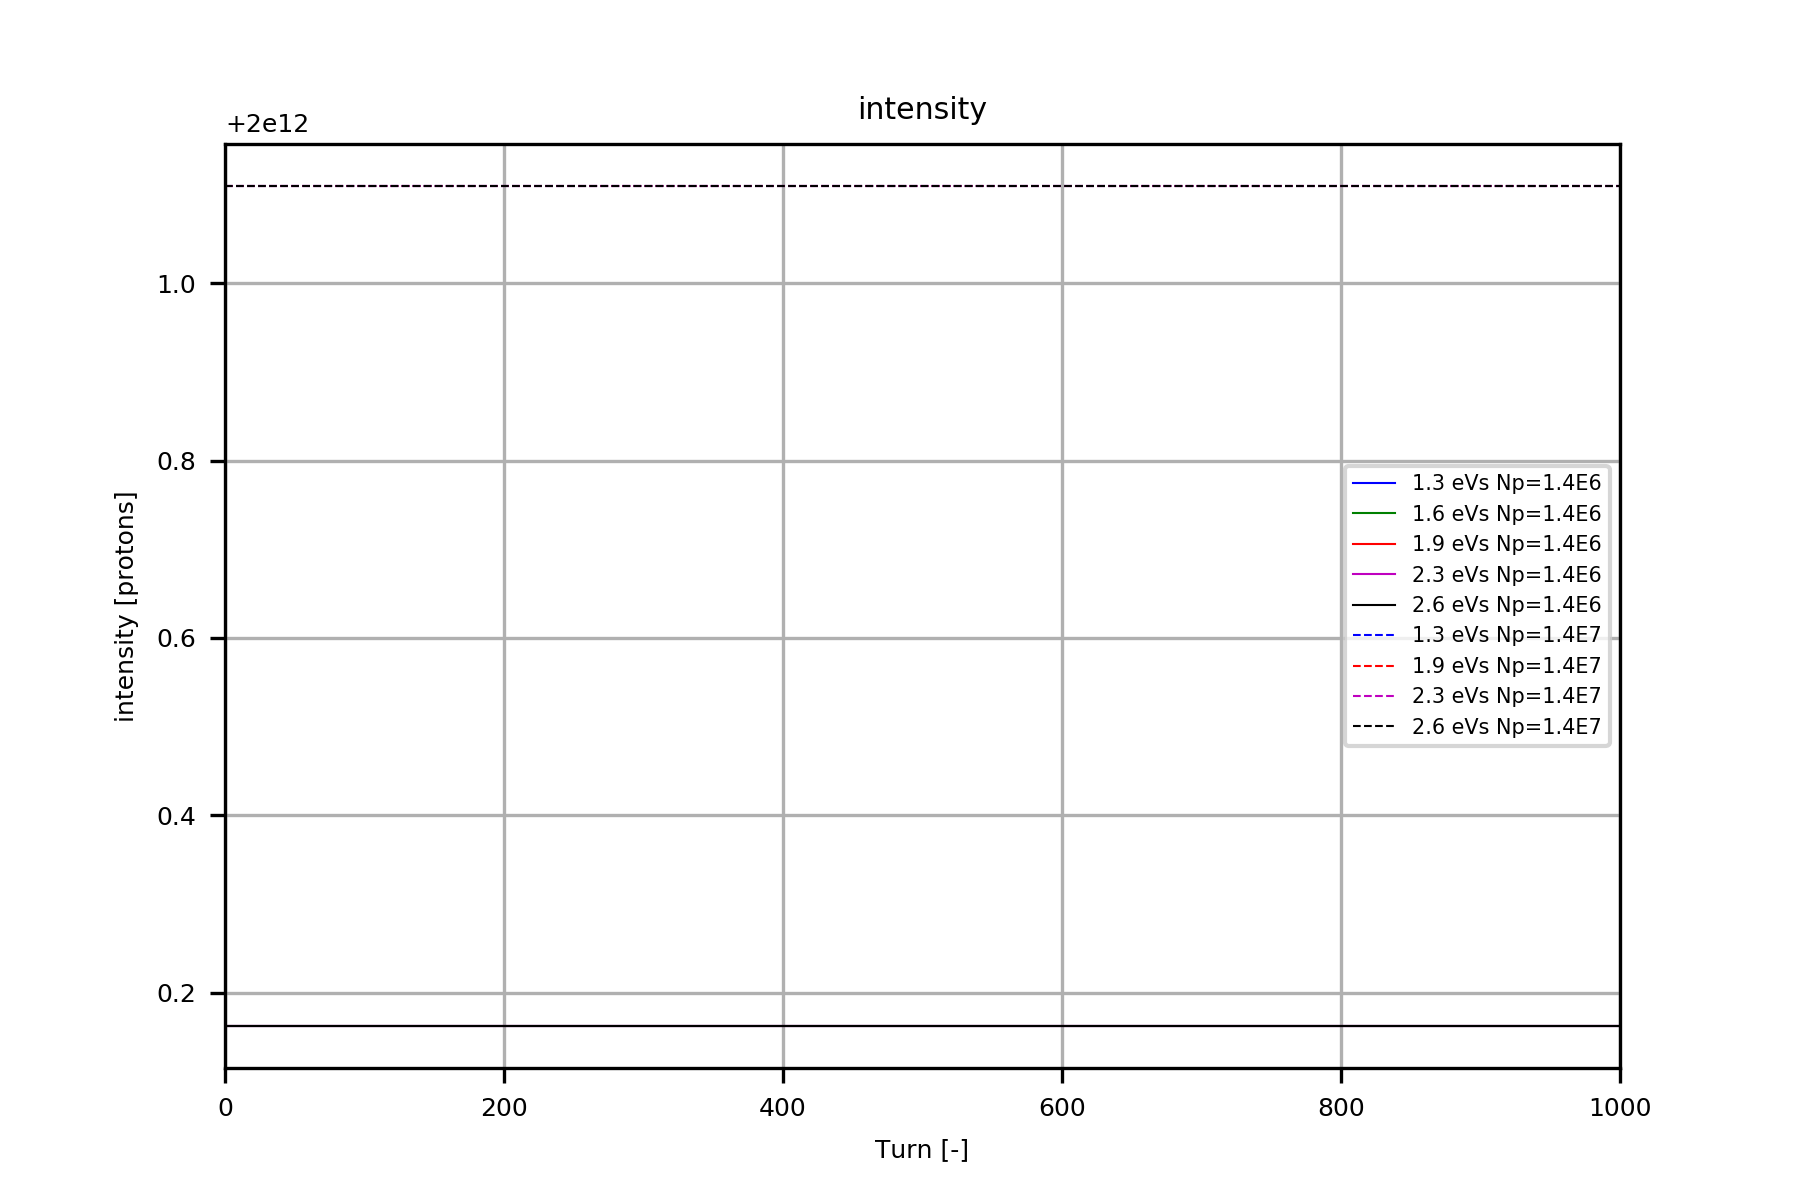 intensity
+2e12
1.0
0.8
0.6
0.4
0.2
intensity [protons]
1.3 eVs Np=1.4E6
1.6 eVs Np=1.4E6
1.9 eVs Np=1.4E6
2.3 eVs Np=1.4E6
2.6 eVs Np=1.4E6
1.3 eVs Np=1.4E7
1.9 eVs Np=1.4E7
2.3 eVs Np=1.4E7
2.6 eVs Np=1.4E7
0 200 400 600 800 1000
Turn [-]